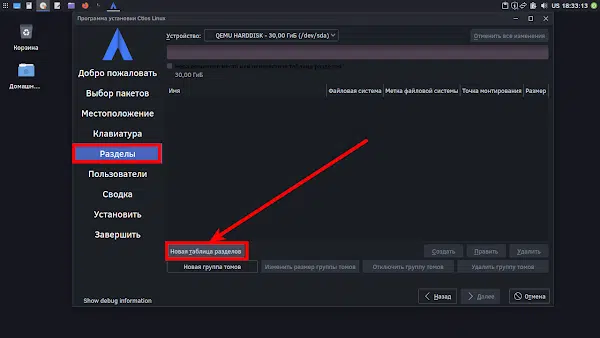 US 18:33:13
Программа установки Ctlos Linux
Корзина
Домашн...
Добро пожаловать
Выбор пакетов
Местоположение
Клавиатура
Разделы
Пользователи
Сводка
Установить
Завершить
Show debug information
Устройство: QEMU HARDDISK - 30,00 ГиБ (/dev/sda)
Отменить все изменения
30,00 ГиБ
Имя Файловая система Метка файловой системы Точка монтирования Размер
Новая таблица разделов Создать Править Удалить
Новая группа томов Изменить размер группы томов Отключить группу томов Удалить группу томов
Назад Далее Отмена